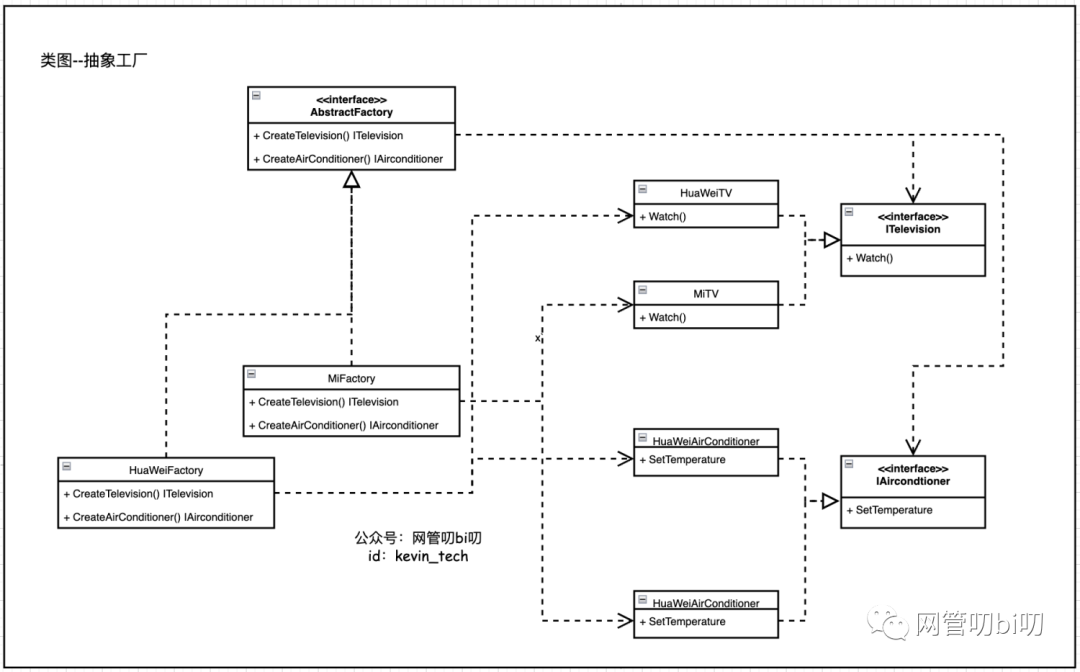 类图--抽象工厂
<<interface>>
AbstractFactory
+ CreateTelevision() ITelevision
+ CreateAirConditioner() IAirconditioner
HuaWeiTV
+ Watch()
<<interface>>
ITelevision
+ Watch()
MiTV
+ Watch()
x
MiFactory
+ CreateTelevision() ITelevision
+ CreateAirConditioner() IAirconditioner
HuaWeiAirConditioner
+ SetTemperature
HuaWeiFactory
+ CreateTelevision() ITelevision
+ CreateAirConditioner() IAirconditioner
<<interface>>
IAircondtioner
+ SetTemperature
公众号：网管叨bi叨
id：kevin_tech
HuaWeiAirConditioner
+ SetTemperature
网管叨bi叨